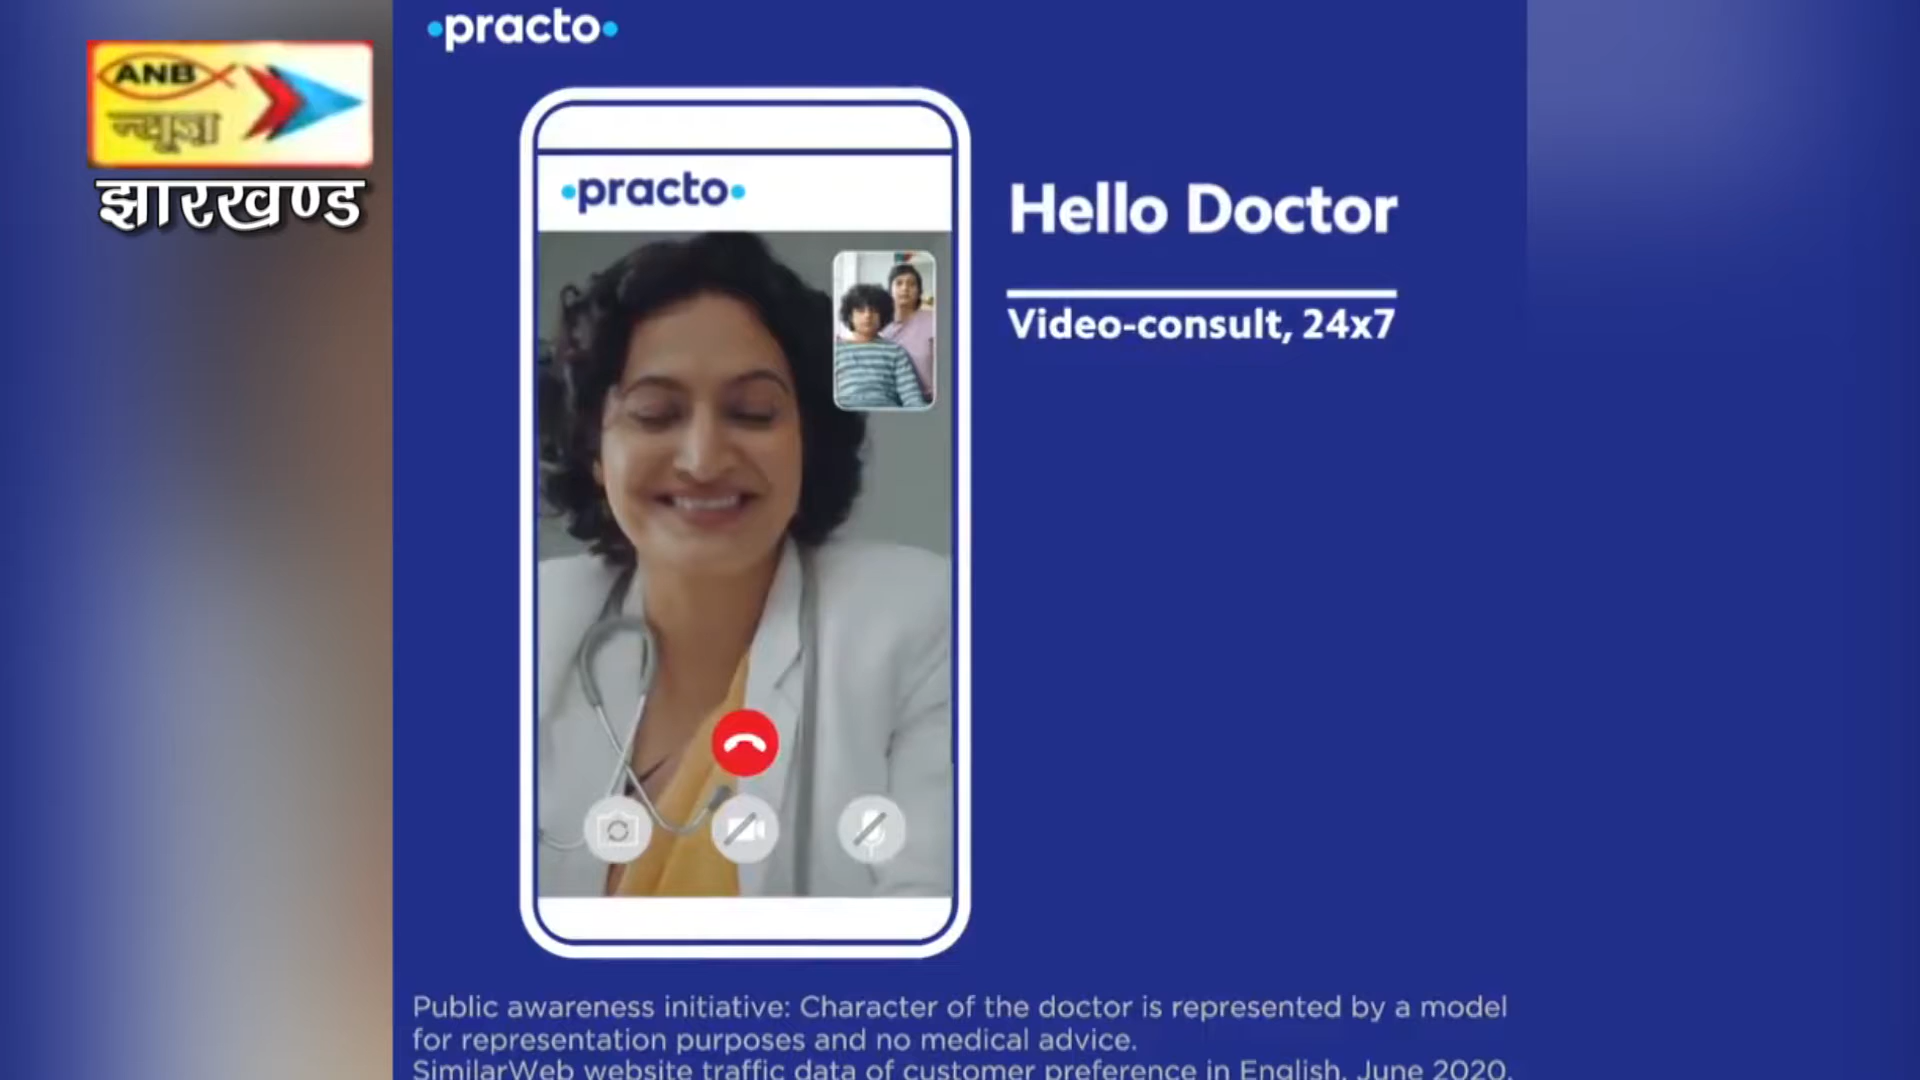 practo
ANB
न्यूज़
झारखण्ड
practo
Hello Doctor
Video-consult, 24x7
Public awareness initiative: Character of the doctor is represented by a model
for representation purposes and no medical advice.
SimilarWeb website traffic data of customer preference in English, June 2020.